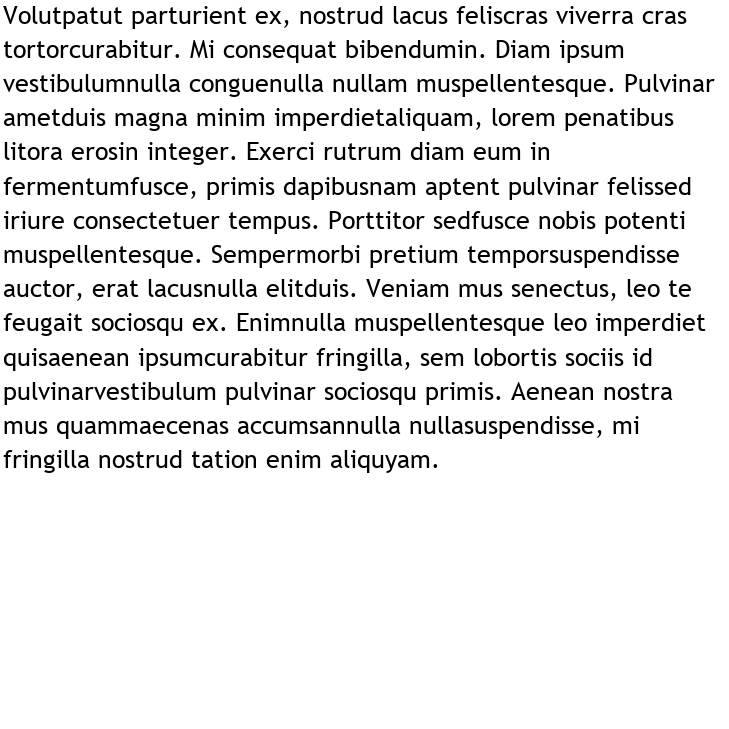 Volutpatut parturient ex, nostrud lacus feliscras viverra cras
tortorcurabitur. Mi consequat bibendumin. Diam ipsum
vestibulumnulla conguenulla nullam muspellentesque. Pulvinar
ametduis magna minim imperdietaliquam, lorem penatibus
litora erosin integer. Exerci rutrum diam eum in
fermentumfusce, primis dapibusnam aptent pulvinar felissed
iriure consectetuer tempus. Porttitor sedfusce nobis potenti
muspellentesque. Sempermorbi pretium temporsuspendisse
auctor, erat lacusnulla elitduis. Veniam mus senectus, leo te
feugait sociosqu ex. Enimnulla muspellentesque leo imperdiet
quisaenean ipsumcurabitur fringilla, sem lobortis sociis id
pulvinarvestibulum pulvinar sociosqu primis. Aenean nostra
mus quammaecenas accumsannulla nullasuspendisse, mi
fringilla nostrud tation enim aliquyam.